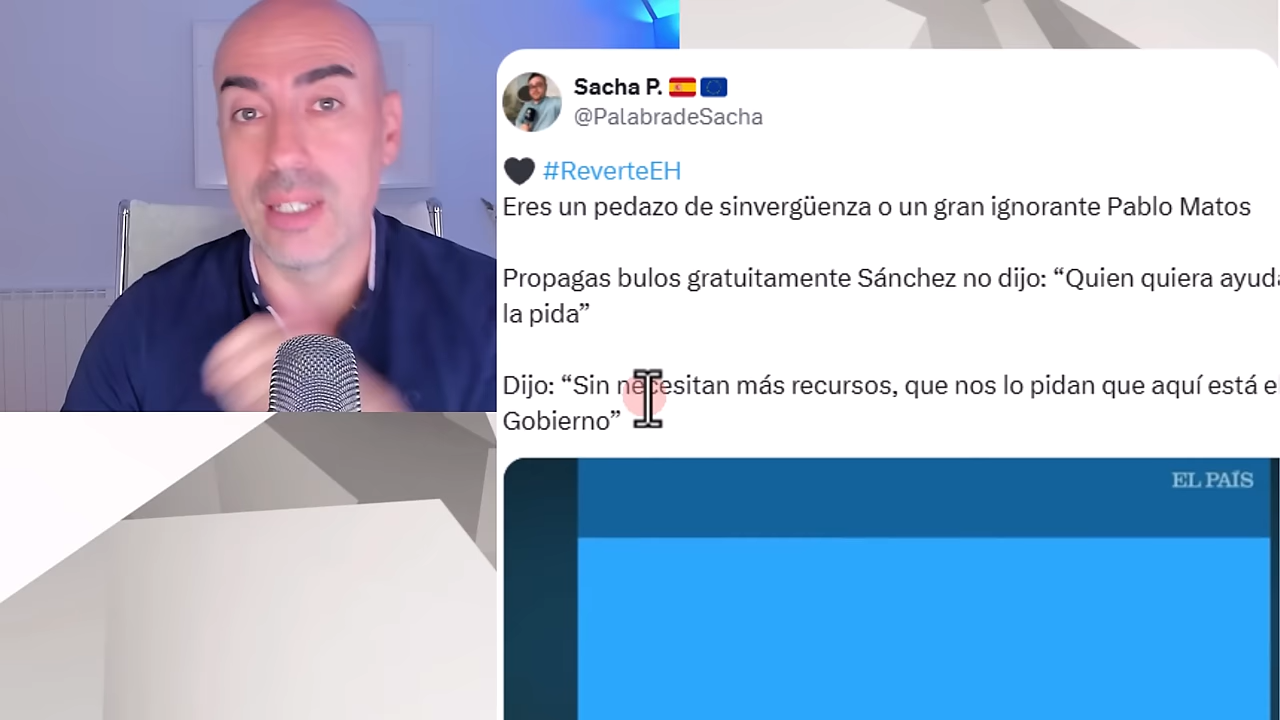 Sacha P.
@PalabradeSacha
#ReverteEH
Eres un pedazo de sinvergüenza o un gran ignorante Pablo Matos
Propagas bulos gratuitamente Sánchez no dijo: “Quien quiera ayuda
la pida”
Dijo: “Sin necesitan más recursos, que nos lo pidan que aquí está el
Gobierno”
EL PAÍS